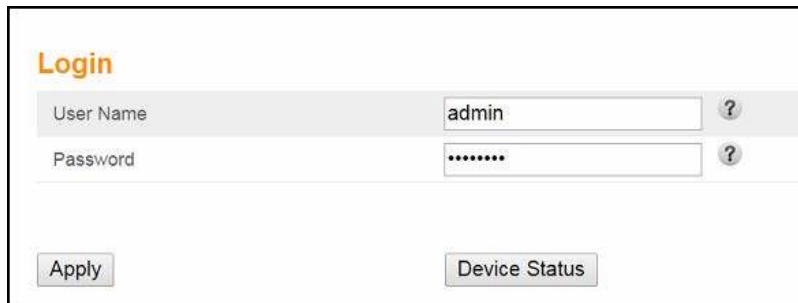 Login
User Name admin ?
Password •••••••• ?
Apply Device Status